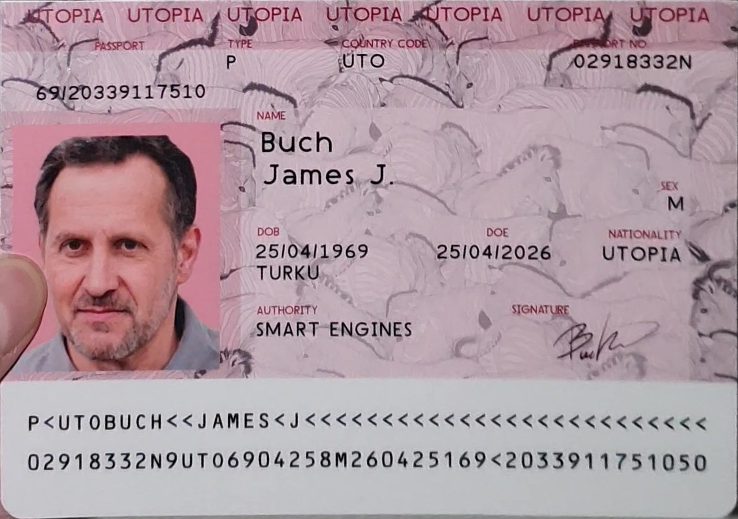 UTOPIA UTOPIA UTOPIA UTOPIA UTOPIA UTOPIA UTOPIA
PASSPORT TYPE COUNTRY CODE PASSPORT NO
P UTO 02918332N
69/20339117510
NAME
Buch
James J.
SEX
M
DOB DOE NATIONALITY
25/04/1969 25/04/2026 UTOPIA
TURKU
AUTHORITY SIGNATURE
SMART ENGINES
P<UTOBUCH<<JAMES<J<<<<<<<<<<<<<<<<<<<<<<<<<<
02918332N9UTO6904258M260425169<2033911751050